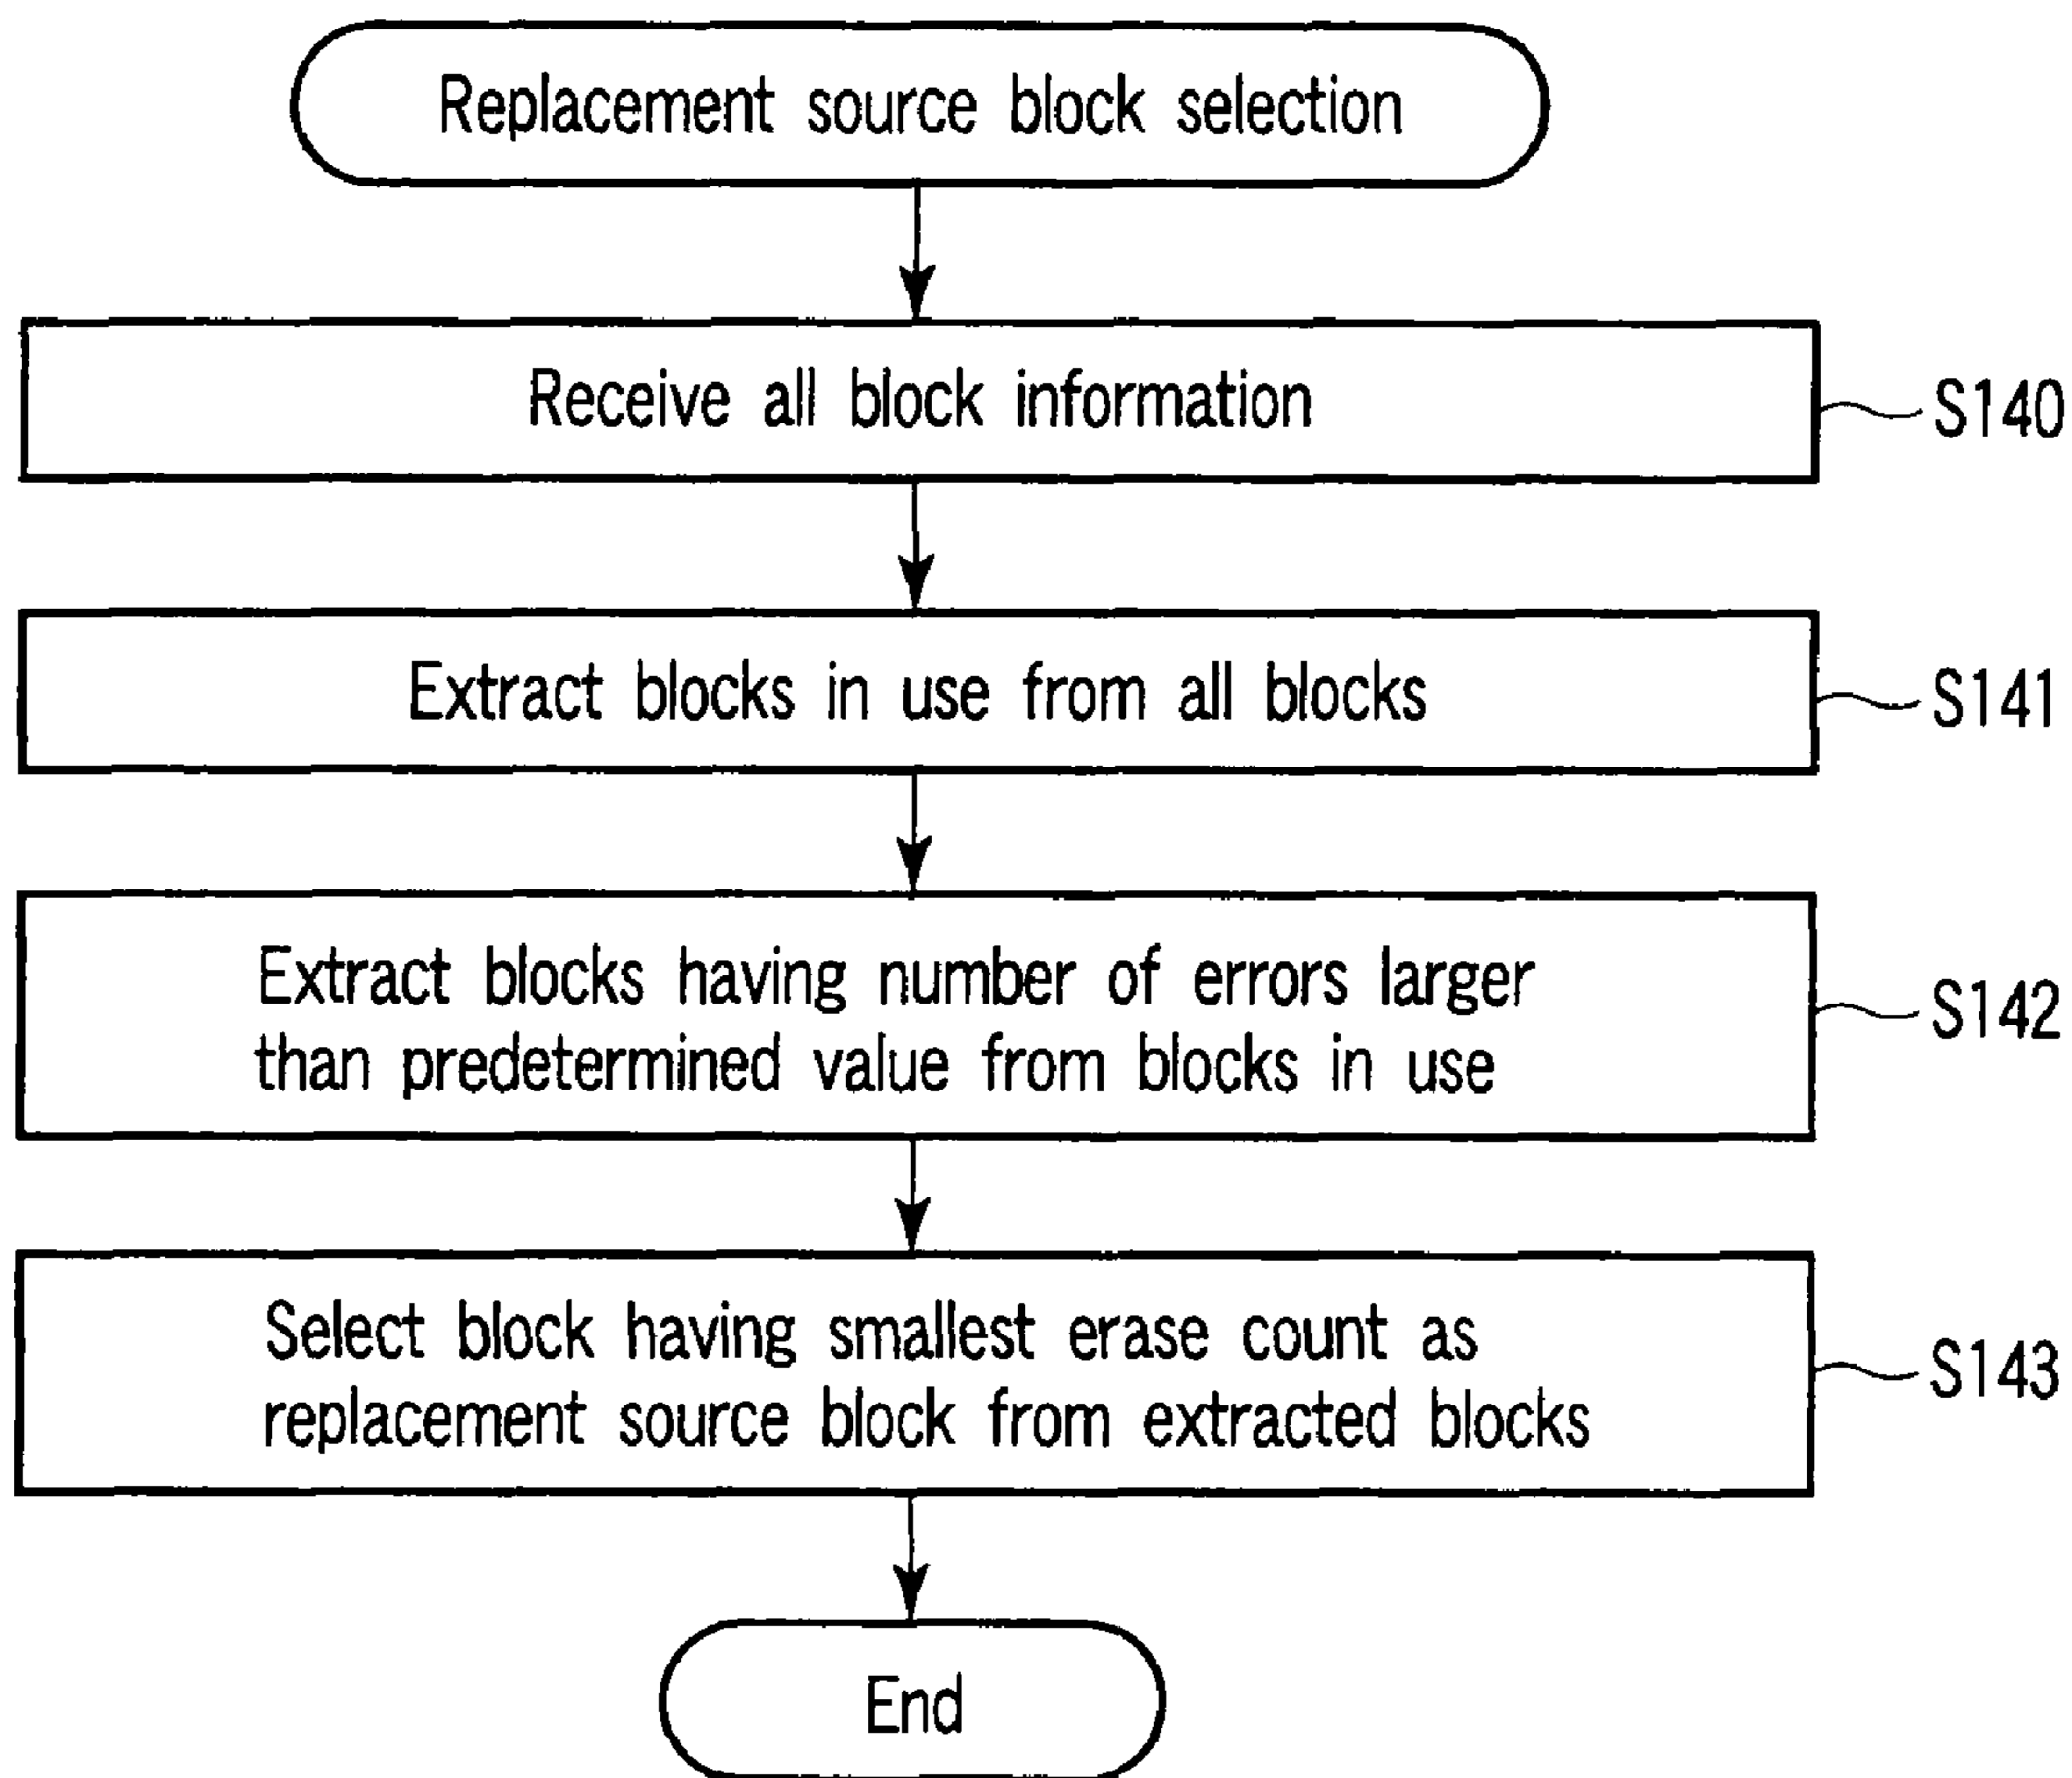 Replacement source block selection
Receive all block information
S140
Extract blocks in use from all blocks
S141
Extract blocks having number of errors larger
than predetermined value from blocks in use
S142
Select block having smallest erase count as
replacement source block from extracted blocks
S143
End